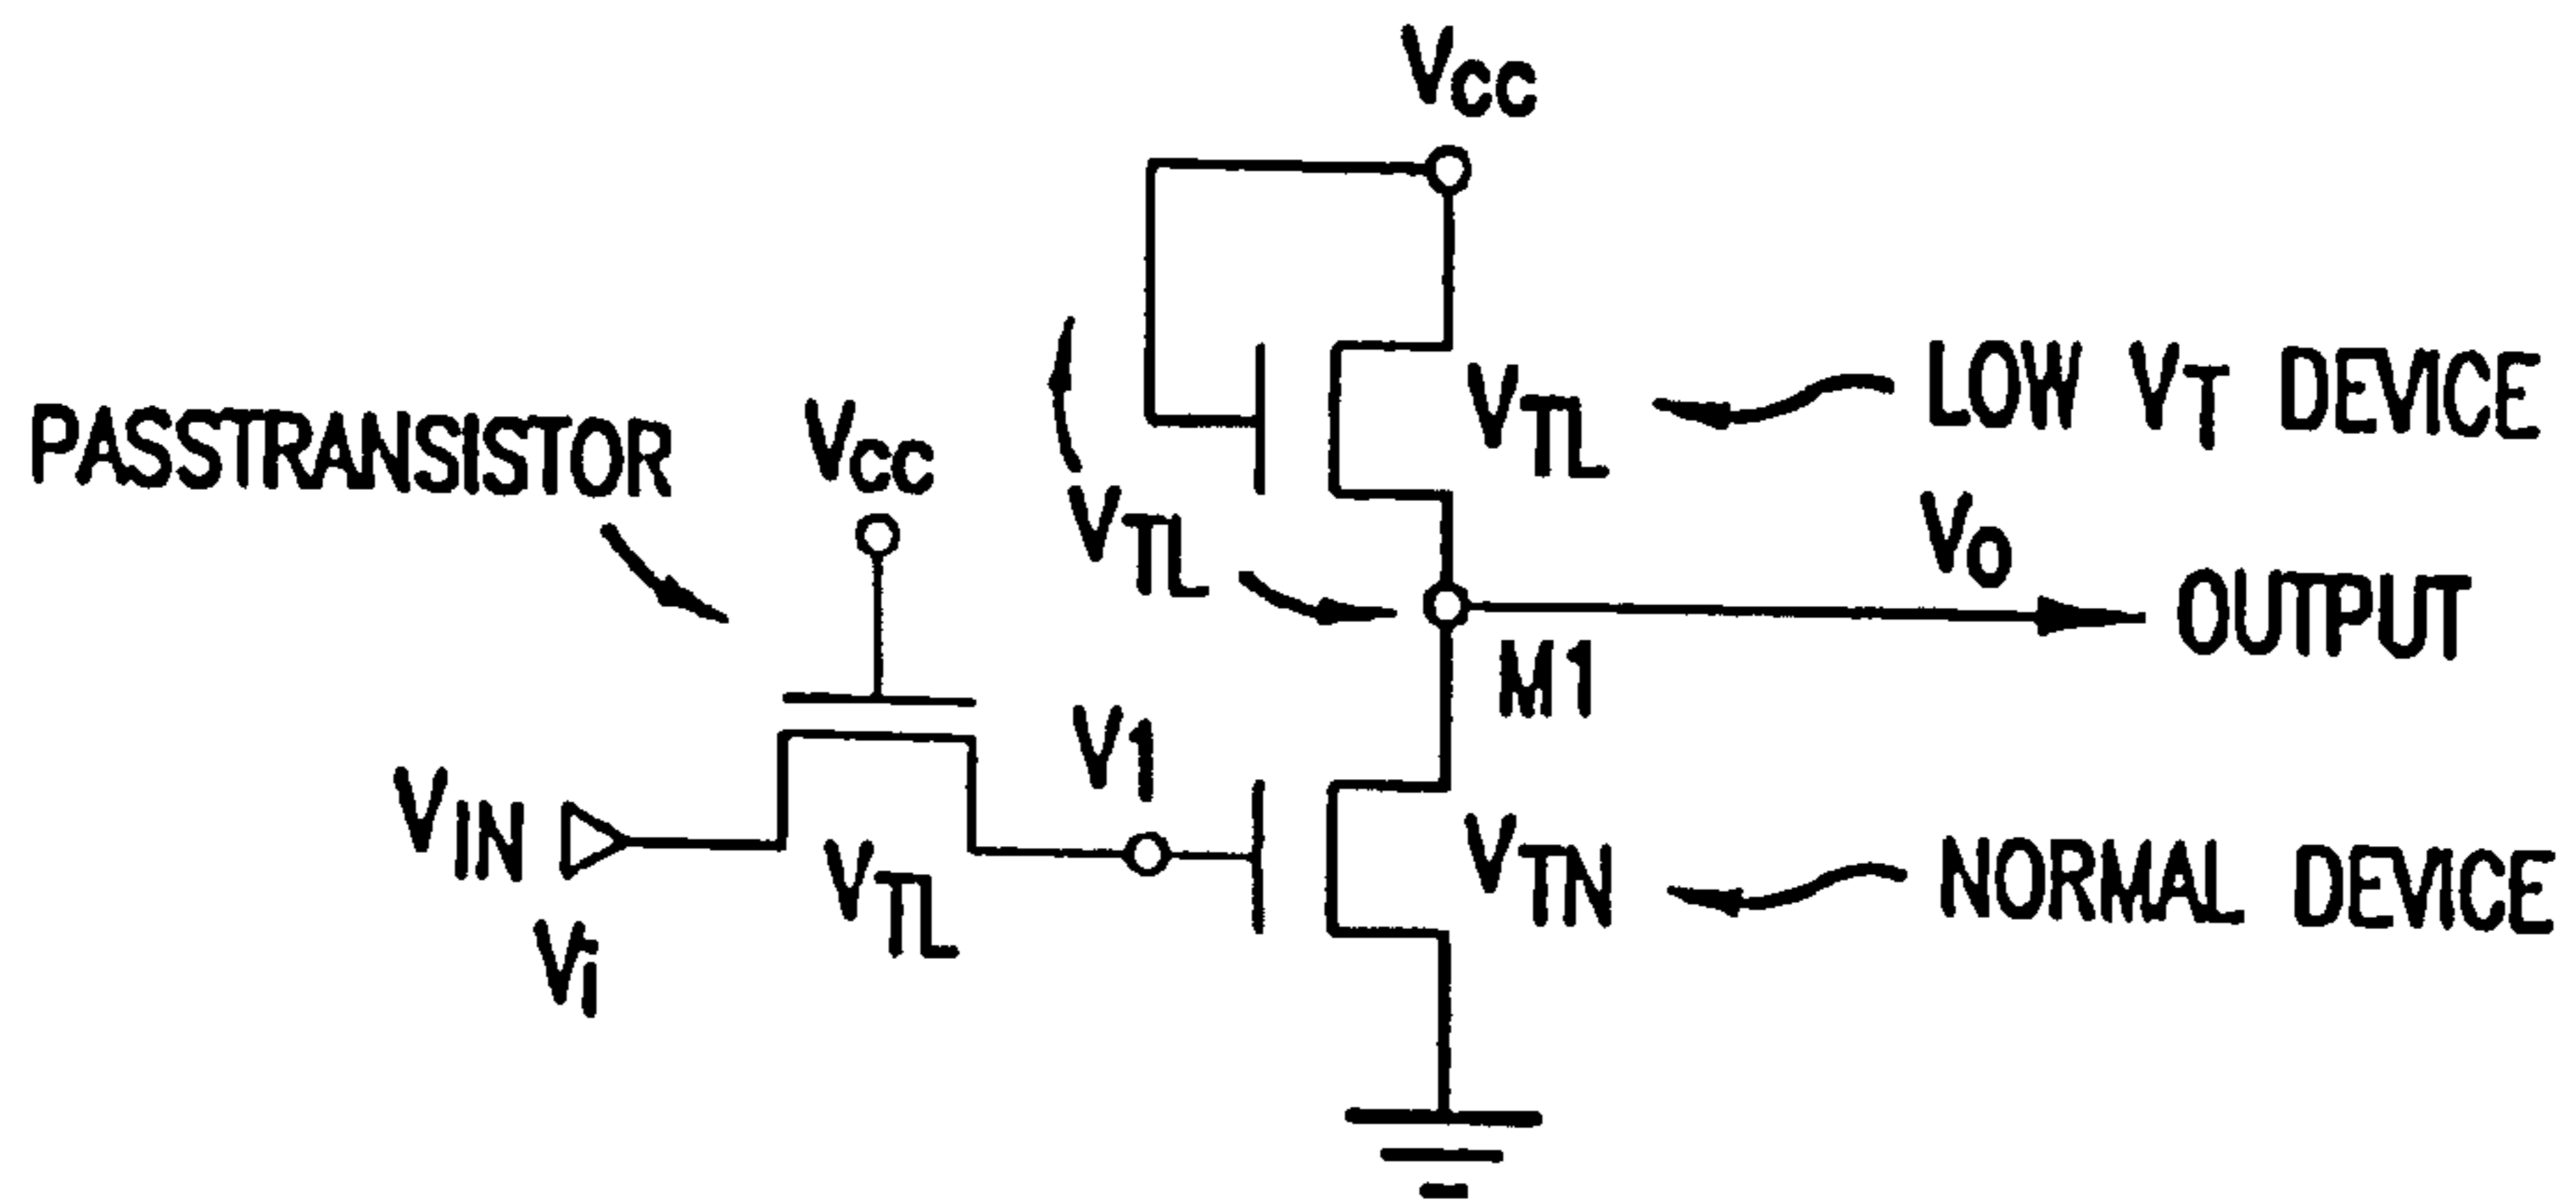 VCC
LOW VT DEVICE
VTL
PASSTRANSISTOR
VCC
VTL
VO
OUTPUT
M1
V1
VIN
VTL
VTN
NORMAL DEVICE
Vi